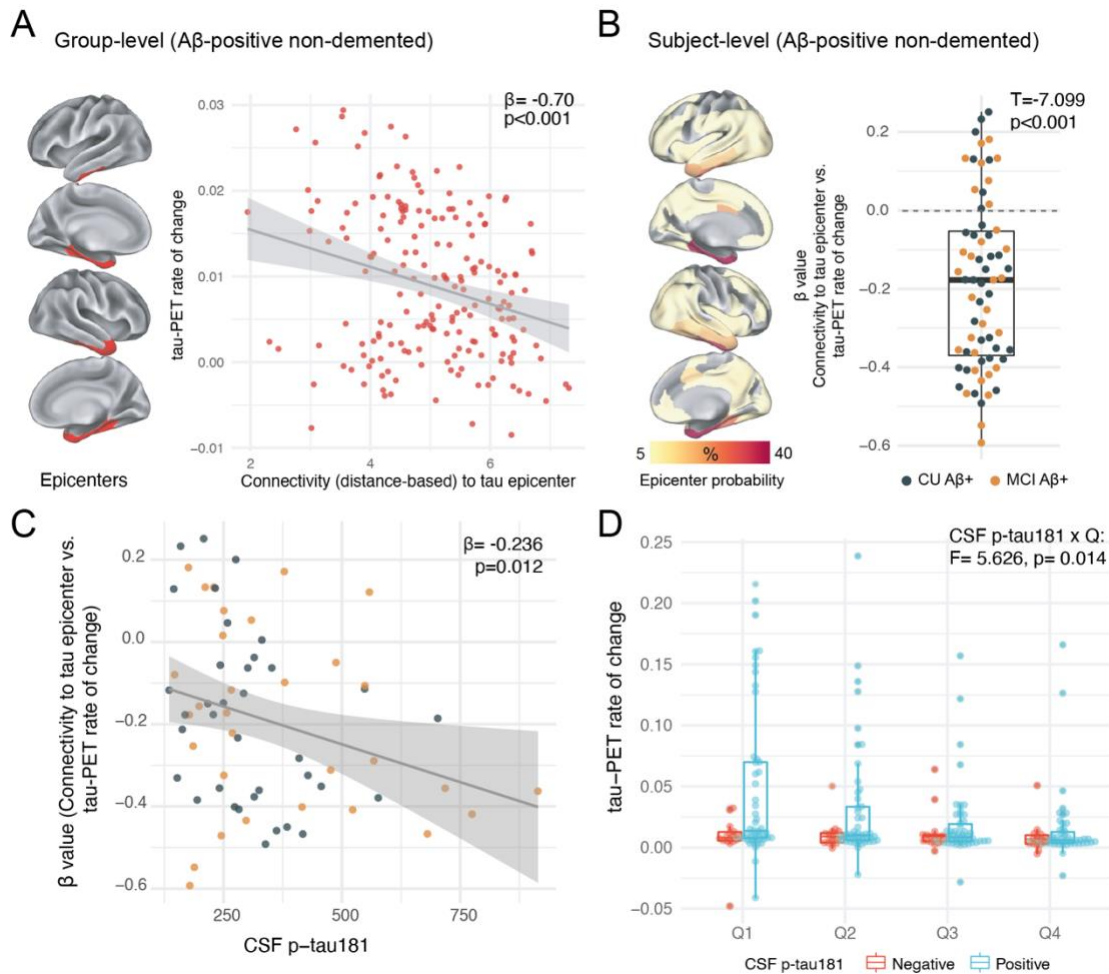 A
Group-level (Aβ-positive non-demented)
β= -0.70
p<0.001
tau-PET rate of change
0.03
0.02
0.01
0.00
-0.01
2
4
6
Connectivity (distance-based) to tau epicenter
Epicenters
B
Subject-level (Aβ-positive non-demented)
T=-7.099
p<0.001
β value
Connectivity to tau epicenter vs.
tau-PET rate of change
0.2
0.0
-0.2
-0.4
-0.6
5
%
40
Epicenter probability
CU Aβ+
MCI Aβ+
C
β= -0.236
p=0.012
β value (Connectivity to tau epicenter vs.
tau-PET rate of change)
0.2
0.0
-0.2
-0.4
-0.6
250
500
750
CSF p-tau181
D
CSF p-tau181 x Q:
F= 5.626, p= 0.014
tau-PET rate of change
0.25
0.20
0.15
0.10
0.05
0.00
-0.05
Q1
Q2
Q3
Q4
CSF p-tau181
Negative
Positive